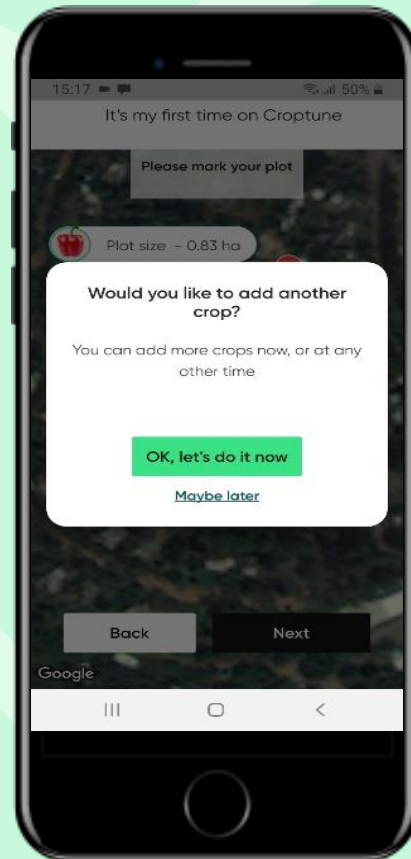 15:17
50%
It's my first time on Croptune
Please mark your plot
Plot size - 0.83 ha
Would you like to add another
crop?
You can add more crops now, or at any
other time
OK, let's do it now
Maybe later
Back
Next
Google